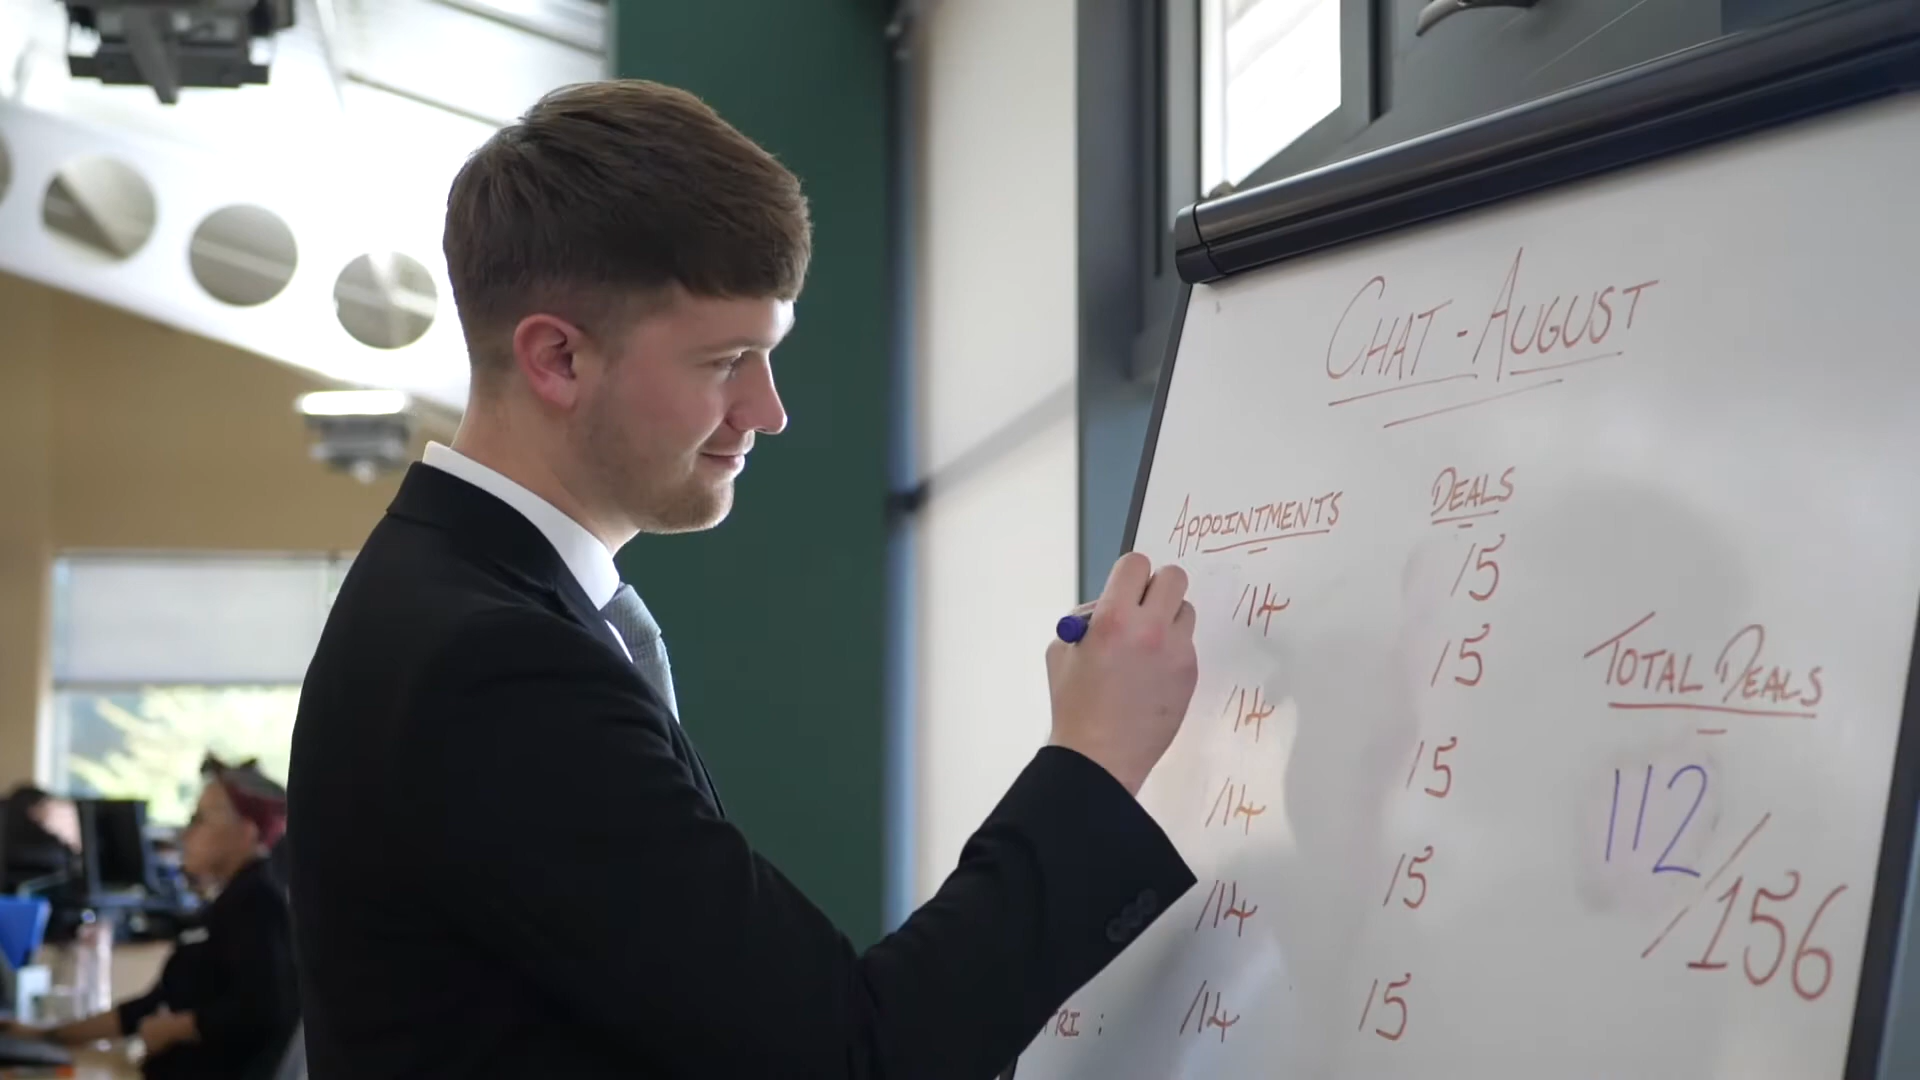 CHAT - AUGUST
APPOINTMENTS DEALS
/14 /5
/14 /5
/14 /5
/14 /5
FRI : /14 /5
TOTAL DEALS
112/156